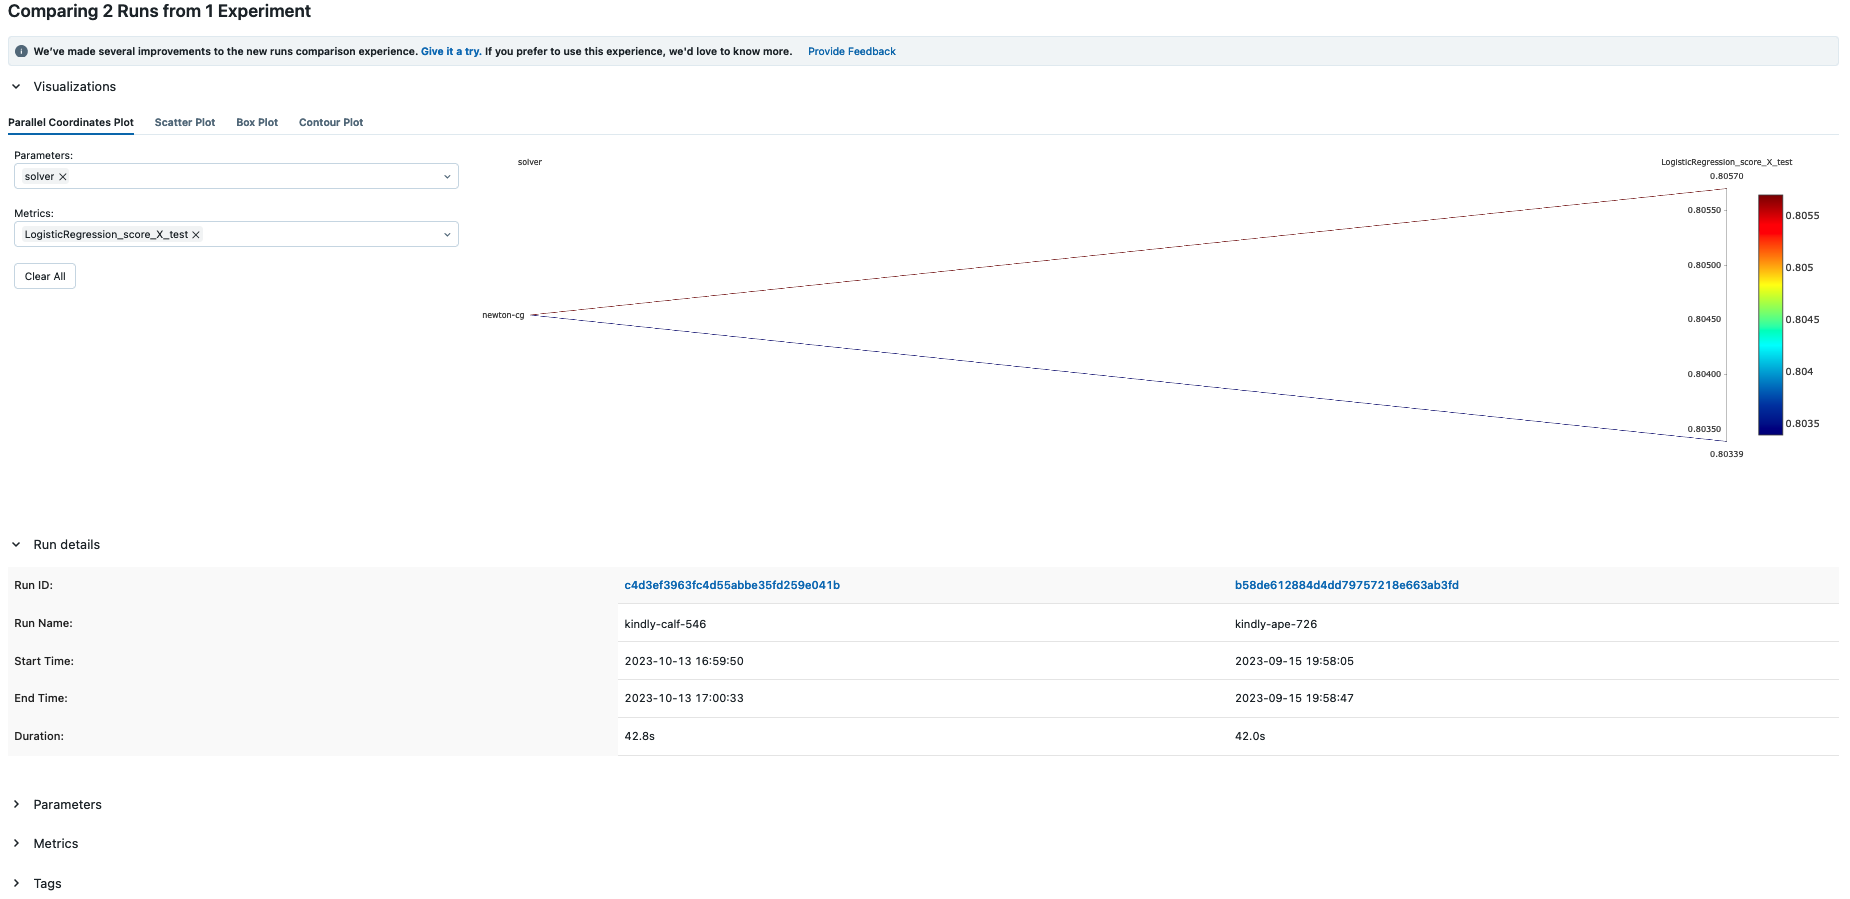 Comparing 2 Runs from 1 Experiment
We've made several improvements to the new runs comparison experience. Give it a try. If you prefer to use this experience, we'd love to know more. Provide Feedback
Visualizations
Parallel Coordinates Plot Scatter Plot Box Plot Contour Plot
Parameters:
solver
Metrics:
LogisticRegression_score_X_test
Clear All
solver
newton-cg
LogisticRegression_score_X_test
0.80570
0.80550
0.80500
0.80450
0.80400
0.80350
0.80339
0.8055
0.805
0.8045
0.804
0.8035
Run details
Run ID: c4d3ef3963fc4d55abbe35fd259e041b b58de612884d4dd79757218e663ab3fd
Run Name: kindly-calf-546 kindly-ape-726
Start Time: 2023-10-13 16:59:50 2023-09-15 19:58:05
End Time: 2023-10-13 17:00:33 2023-09-15 19:58:47
Duration: 42.8s 42.0s
Parameters
Metrics
Tags